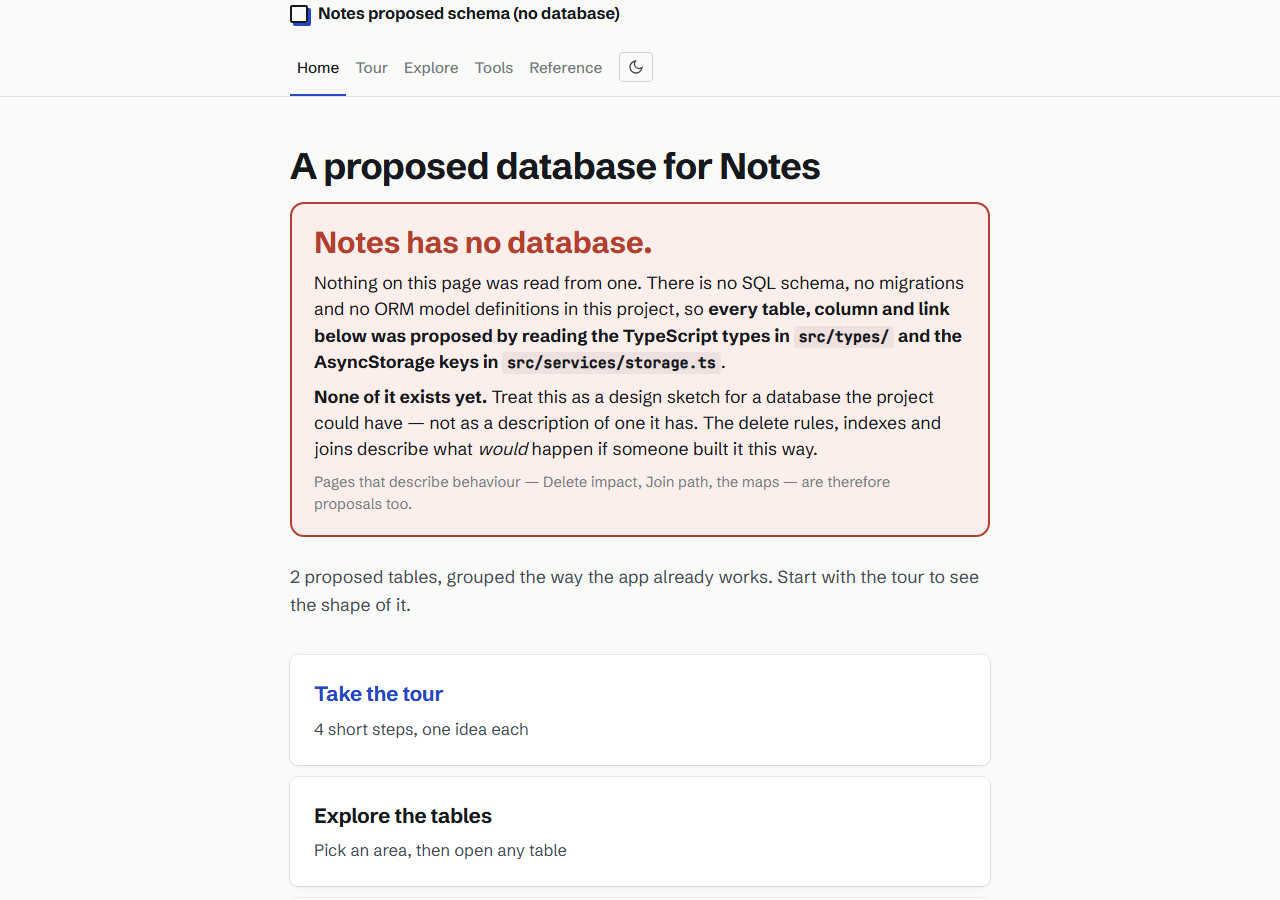 Notes proposed schema (no database)
Home Tour Explore Tools Reference
A proposed database for Notes
Notes has no database.
Nothing on this page was read from one. There is no SQL schema, no migrations
and no ORM model definitions in this project, so every table, column and link
below was proposed by reading the TypeScript types in src/types/ and the
AsyncStorage keys in src/services/storage.ts.
None of it exists yet. Treat this as a design sketch for a database the project
could have — not as a description of one it has. The delete rules, indexes and
joins describe what would happen if someone built it this way.
Pages that describe behaviour — Delete impact, Join path, the maps — are therefore
proposals too.
2 proposed tables, grouped the way the app already works. Start with the tour to see
the shape of it.
Take the tour
4 short steps, one idea each
Explore the tables
Pick an area, then open any table